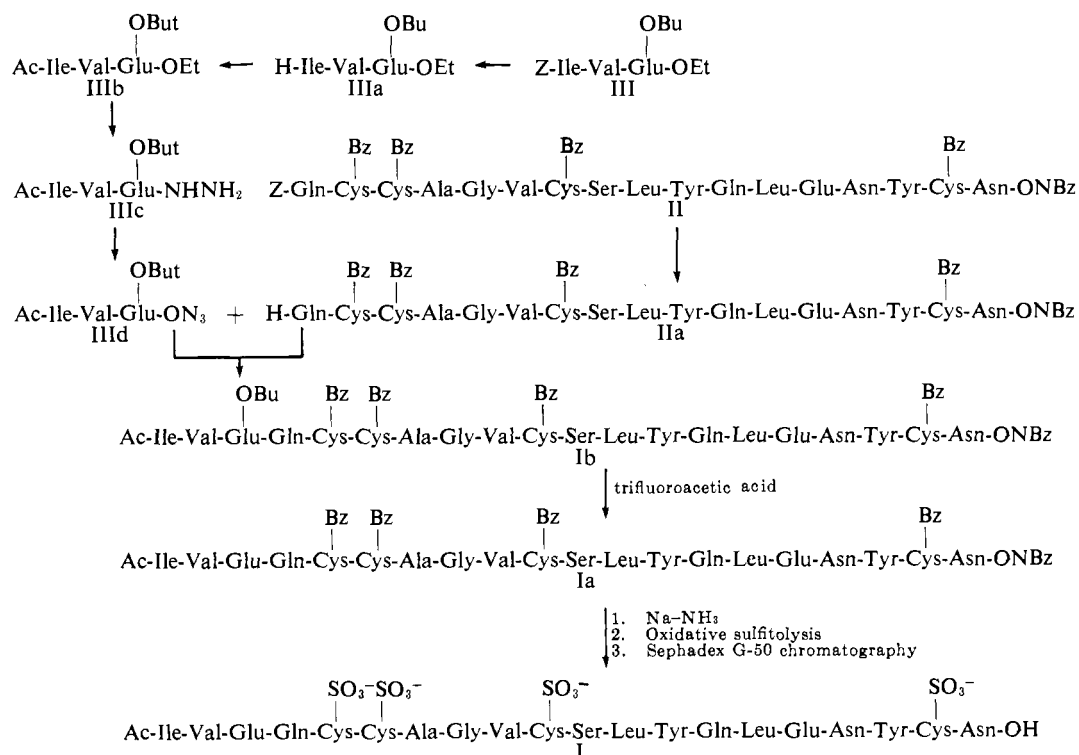 OBut OBu OBu
Ac-Ile-Val-Glu-OEt H-Ile-Val-Glu-OEt Z-Ile-Val-Glu-OEt
IIIb IIIa III
OBut Bz Bz Bz Bz
Ac-Ile-Val-Glu-NHNH₂ Z-Gln-Cys-Cys-Ala-Gly-Val-Cys-Ser-Leu-Tyr-Gln-Leu-Glu-Asn-Tyr-Cys-Asn-ONBz
IIIc II
OBut Bz Bz Bz Bz
Ac-Ile-Val-Glu-ON₃ + H-Gln-Cys-Cys-Ala-Gly-Val-Cys-Ser-Leu-Tyr-Gln-Leu-Glu-Asn-Tyr-Cys-Asn-ONBz
IIId IIa
OBu Bz Bz Bz Bz
Ac-Ile-Val-Glu-Gln-Cys-Cys-Ala-Gly-Val-Cys-Ser-Leu-Tyr-Gln-Leu-Glu-Asn-Tyr-Cys-Asn-ONBz
Ib
trifluoroacetic acid
Bz Bz Bz Bz
Ac-Ile-Val-Glu-Gln-Cys-Cys-Ala-Gly-Val-Cys-Ser-Leu-Tyr-Gln-Leu-Glu-Asn-Tyr-Cys-Asn-ONBz
Ia
1. Na-NH₃
2. Oxidative sulfitolysis
3. Sephadex G-50 chromatography
SO₃⁻ SO₃⁻ SO₃⁻ SO₃⁻
Ac-Ile-Val-Glu-Gln-Cys-Cys-Ala-Gly-Val-Cys-Ser-Leu-Tyr-Gln-Leu-Glu-Asn-Tyr-Cys-Asn-OH
I